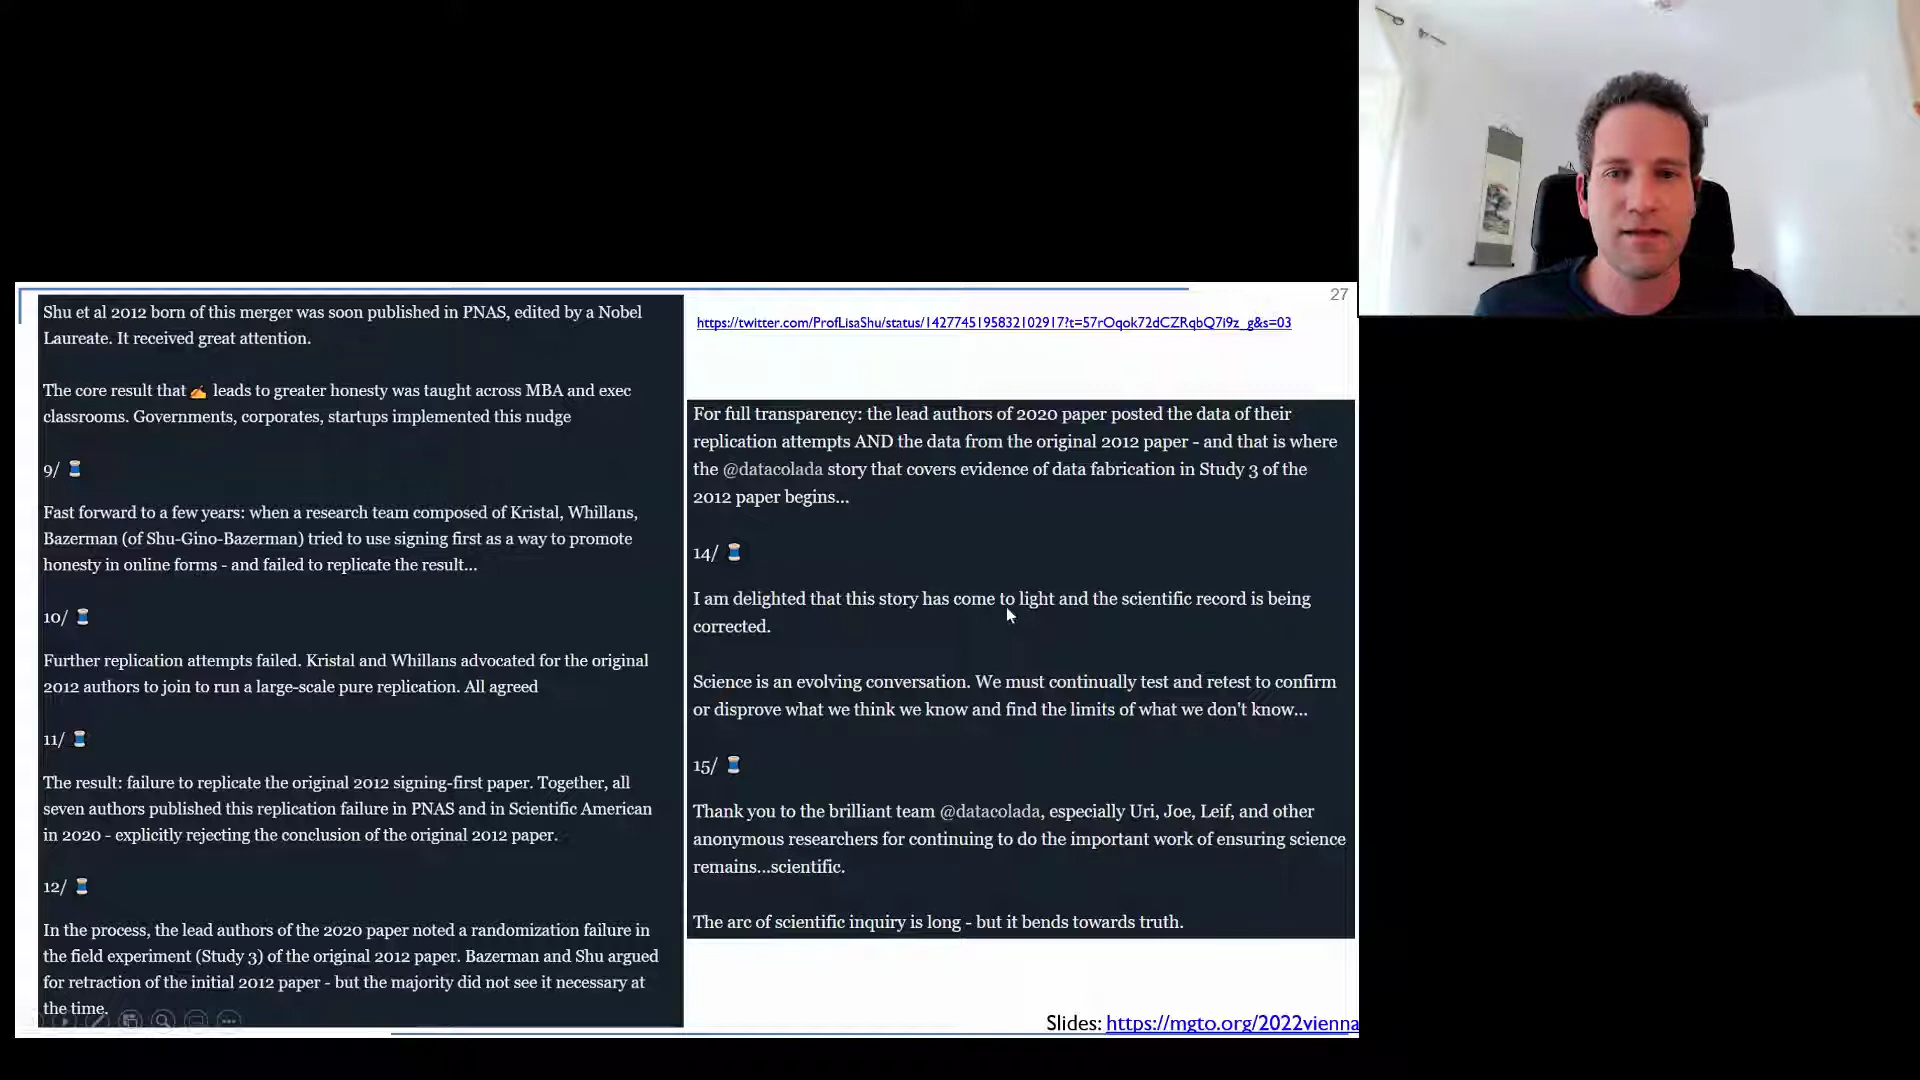 27
Shu et al 2012 born of this merger was soon published in PNAS, edited by a Nobel
Laureate. It received great attention.
The core result that ✍ leads to greater honesty was taught across MBA and exec
classrooms. Governments, corporates, startups implemented this nudge
9/ 🧵
Fast forward to a few years: when a research team composed of Kristal, Whillans,
Bazerman (of Shu-Gino-Bazerman) tried to use signing first as a way to promote
honesty in online forms - and failed to replicate the result...
10/ 🧵
Further replication attempts failed. Kristal and Whillans advocated for the original
2012 authors to join to run a large-scale pure replication. All agreed
11/ 🧵
The result: failure to replicate the original 2012 signing-first paper. Together, all
seven authors published this replication failure in PNAS and in Scientific American
in 2020 - explicitly rejecting the conclusion of the original 2012 paper.
12/ 🧵
In the process, the lead authors of the 2020 paper noted a randomization failure in
the field experiment (Study 3) of the original 2012 paper. Bazerman and Shu argued
for retraction of the initial 2012 paper - but the majority did not see it necessary at
the time.
https://twitter.com/ProfLisaShu/status/1427745195832102917?t=57rOqok72dCZRqbQ7i9z_g&s=03
For full transparency: the lead authors of 2020 paper posted the data of their
replication attempts AND the data from the original 2012 paper - and that is where
the @datacolada story that covers evidence of data fabrication in Study 3 of the
2012 paper begins...
14/ 🧵
I am delighted that this story has come to light and the scientific record is being
corrected.
Science is an evolving conversation. We must continually test and retest to confirm
or disprove what we think we know and find the limits of what we don't know...
15/ 🧵
Thank you to the brilliant team @datacolada, especially Uri, Joe, Leif, and other
anonymous researchers for continuing to do the important work of ensuring science
remains...scientific.
The arc of scientific inquiry is long - but it bends towards truth.
Slides: https://mgto.org/2022vienna